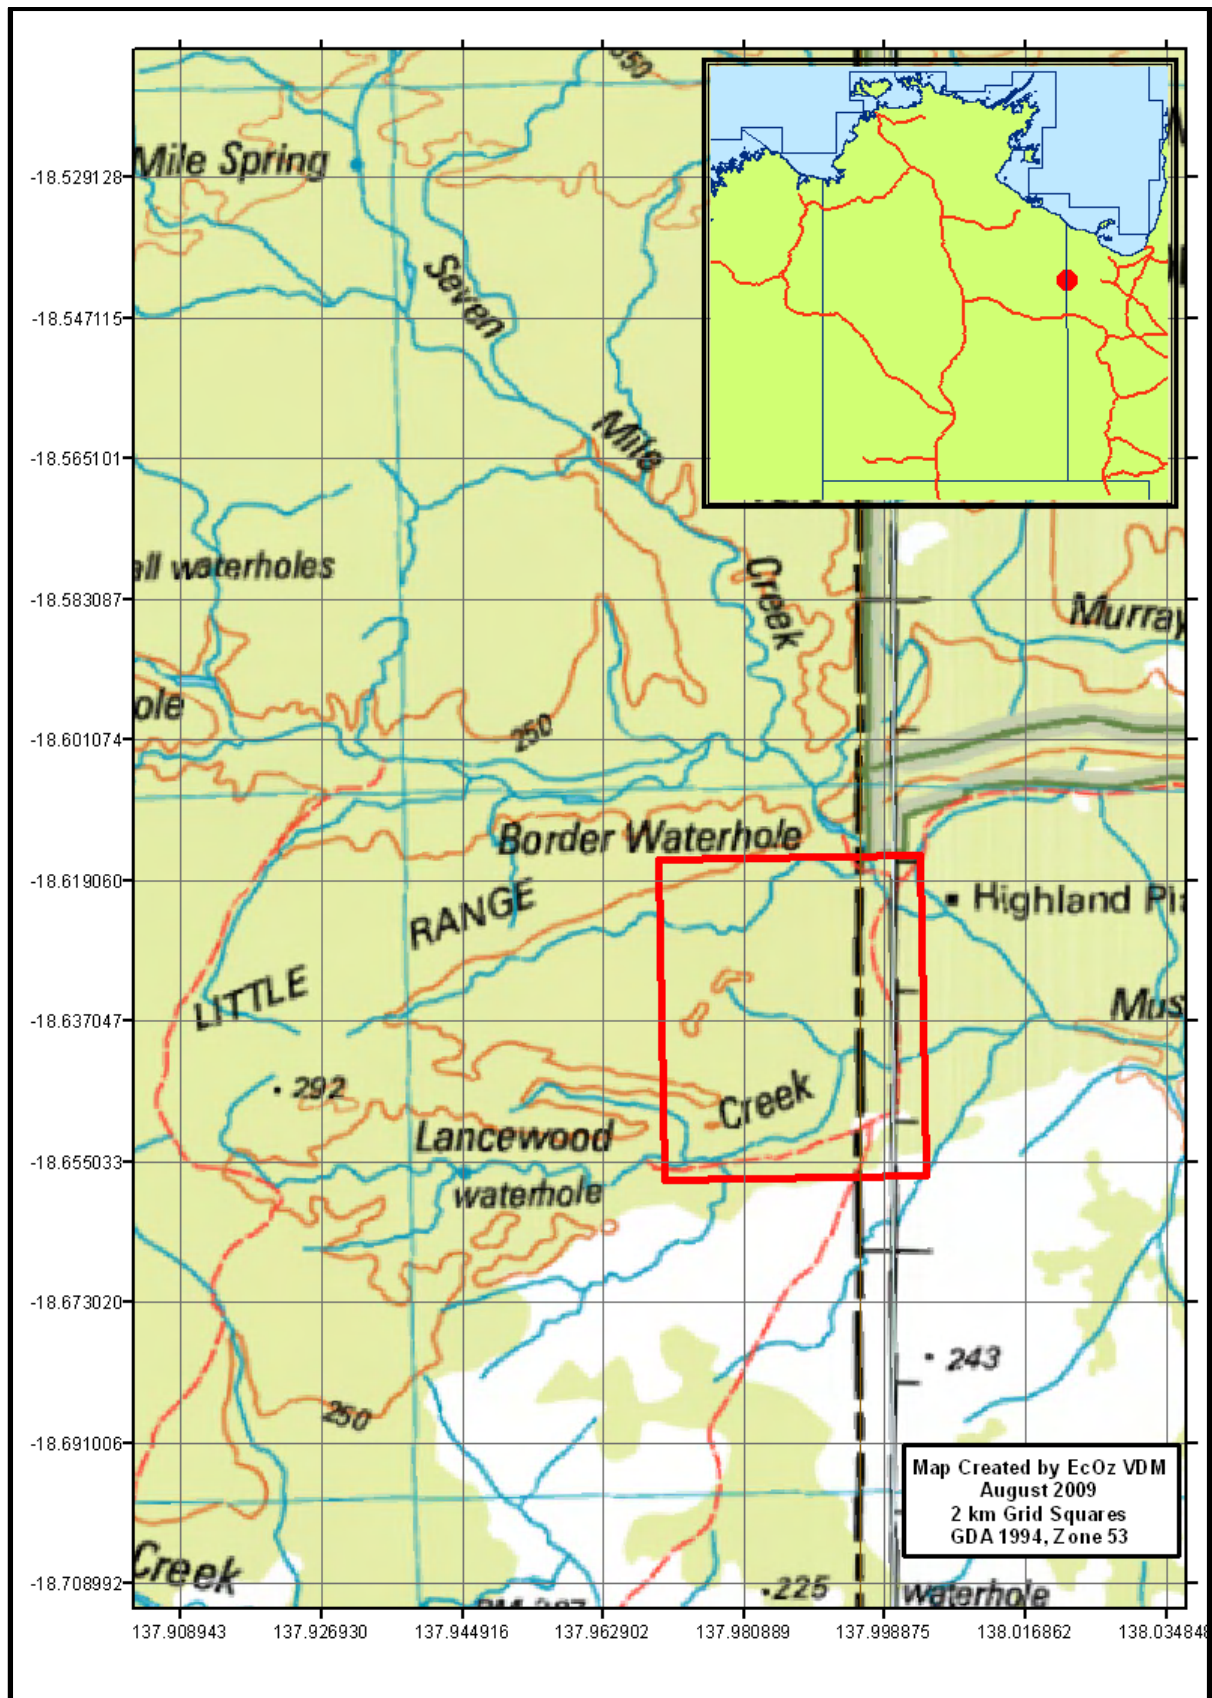 350
Mile Spring
-18.529128
Seven
-18.547115
Mile
-18.565101
all waterholes
Creek
-18.583087
Murray
ole
250
-18.601074
Border Waterhole
-18.619060
RANGE
Highland Pla
LITTLE
-18.637047
Mus
292
Creek
Lancewood
-18.655033
waterhole
-18.673020
243
250
-18.691006
Map Created by EcOz VDM
August 2009
2 km Grid Squares
GDA 1994, Zone 53
Creek
-18.708992
225
waterhole
137.908943 137.926930 137.944916 137.962902 137.980889 137.998875 138.016862 138.034848